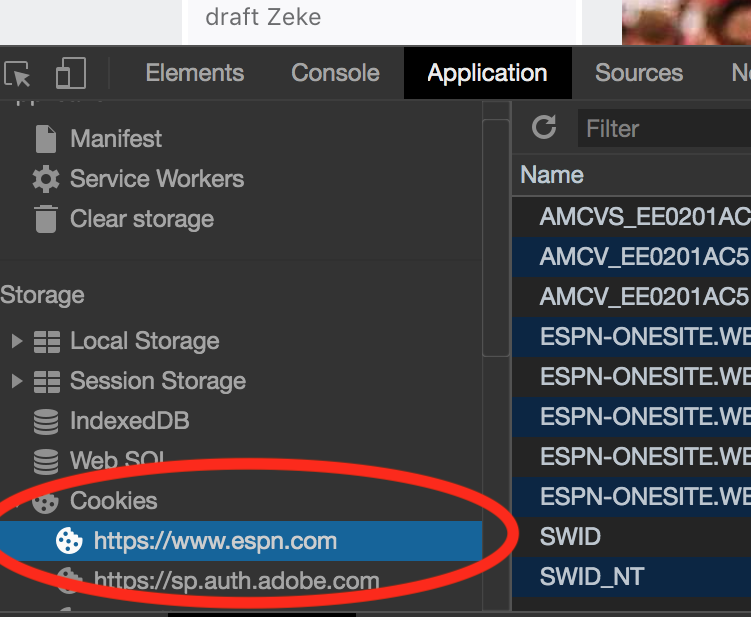 draft Zeke
Elements Console Application Sources
Manifest
Service Workers
Clear storage
Storage
Local Storage
Session Storage
IndexedDB
Web SQL
Cookies
https://www.espn.com
https://sp.auth.adobe.com
Filter
Name
AMCVS_EE0201AC
AMCV_EE0201AC5
AMCV_EE0201AC5
ESPN-ONESITE.WE
ESPN-ONESITE.WE
ESPN-ONESITE.WE
ESPN-ONESITE.WE
ESPN-ONESITE.WE
SWID
SWID_NT